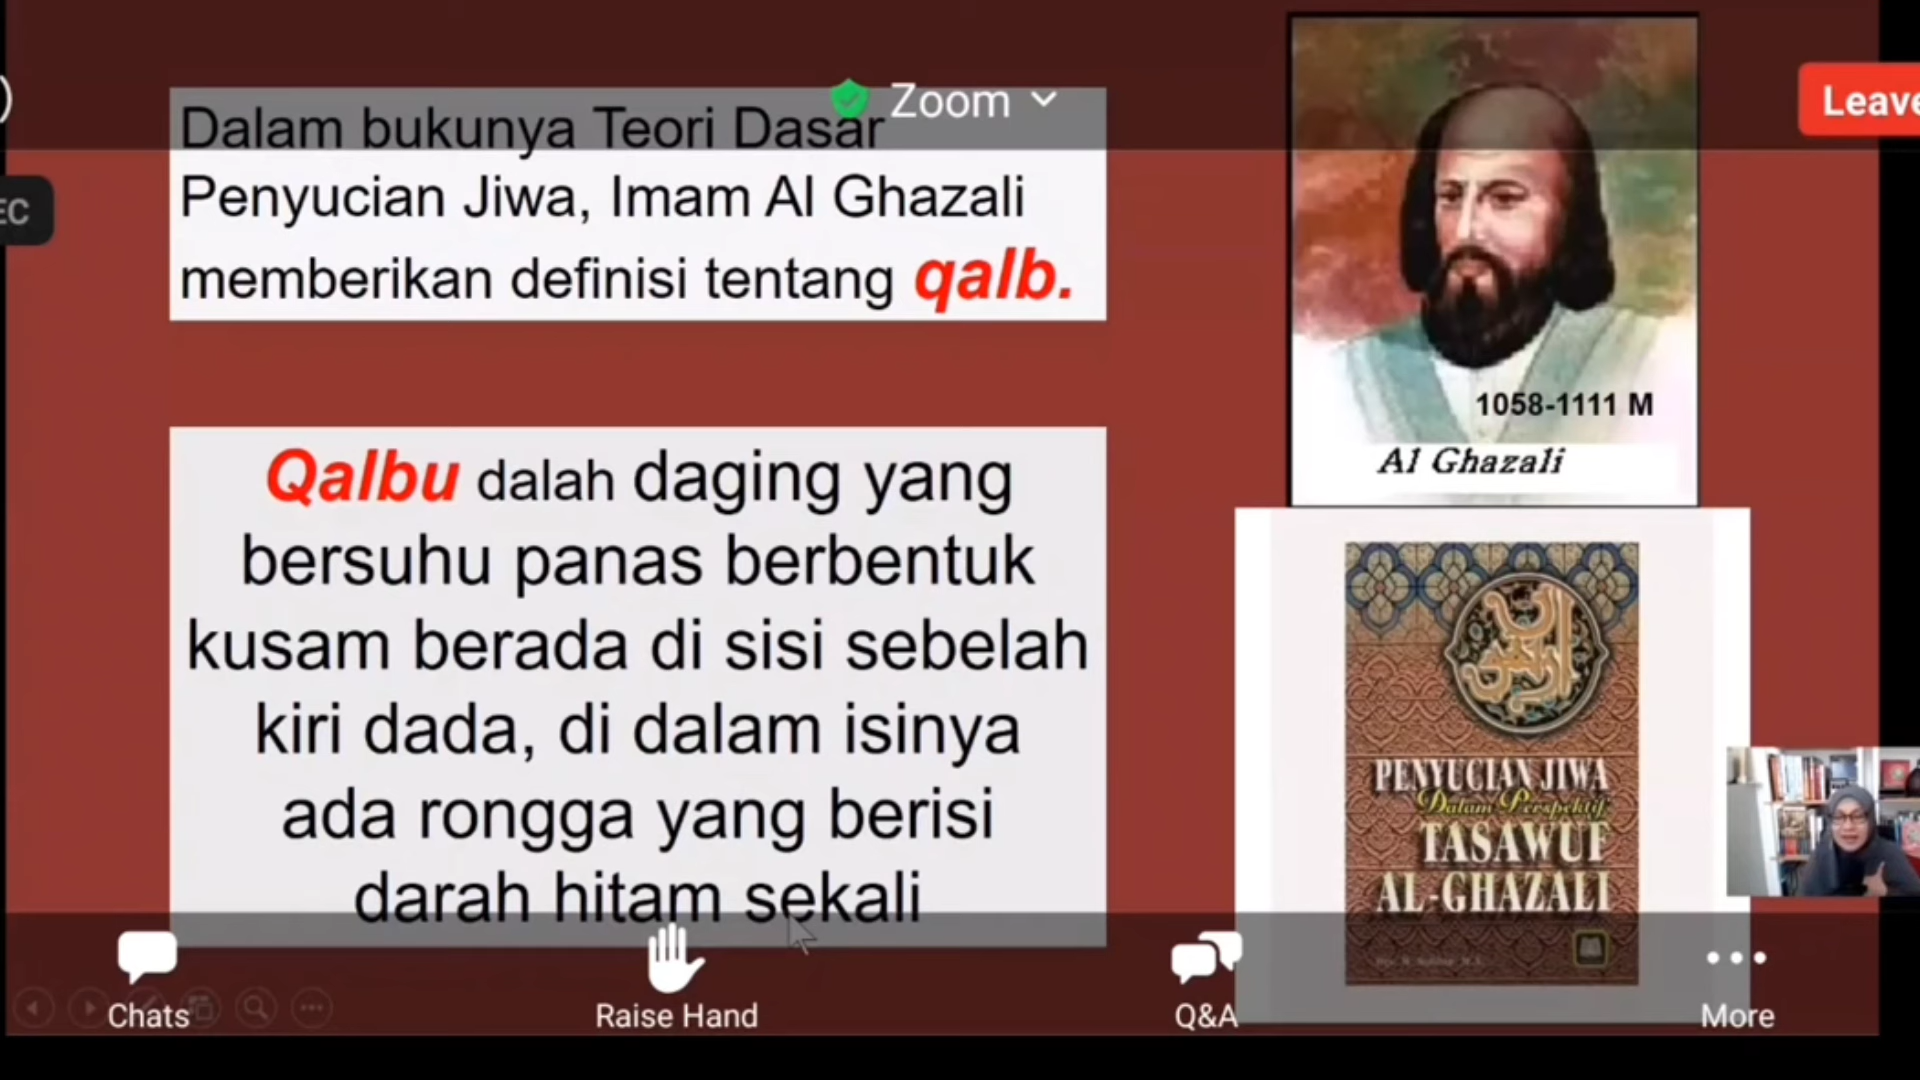 )
Zoom
Leave
EC
Dalam bukunya Teori Dasar
Penyucian Jiwa, Imam Al Ghazali
memberikan definisi tentang qalb.
Qalbu dalah daging yang
bersuhu panas berbentuk
kusam berada di sisi sebelah
kiri dada, di dalam isinya
ada rongga yang berisi
darah hitam sekali
1058-1111 M
Al Ghazali
PENYUCIAN JIWA
Dalam Perspektif
TASAWUF
AL-GHAZALI
Chats
Raise Hand
Q&A
More